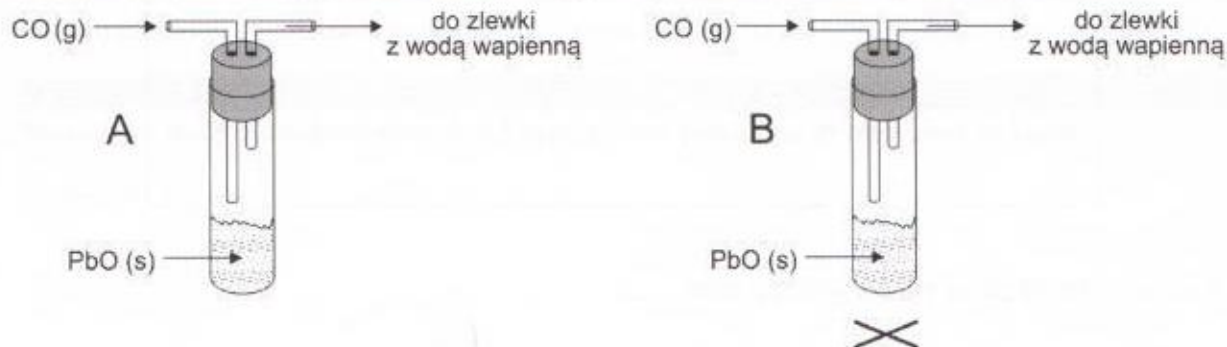 CO (g)
do zlewki
z wodą wapienną
A
PbO (s)
CO (g)
do zlewki
z wodą wapienną
B
PbO (s)